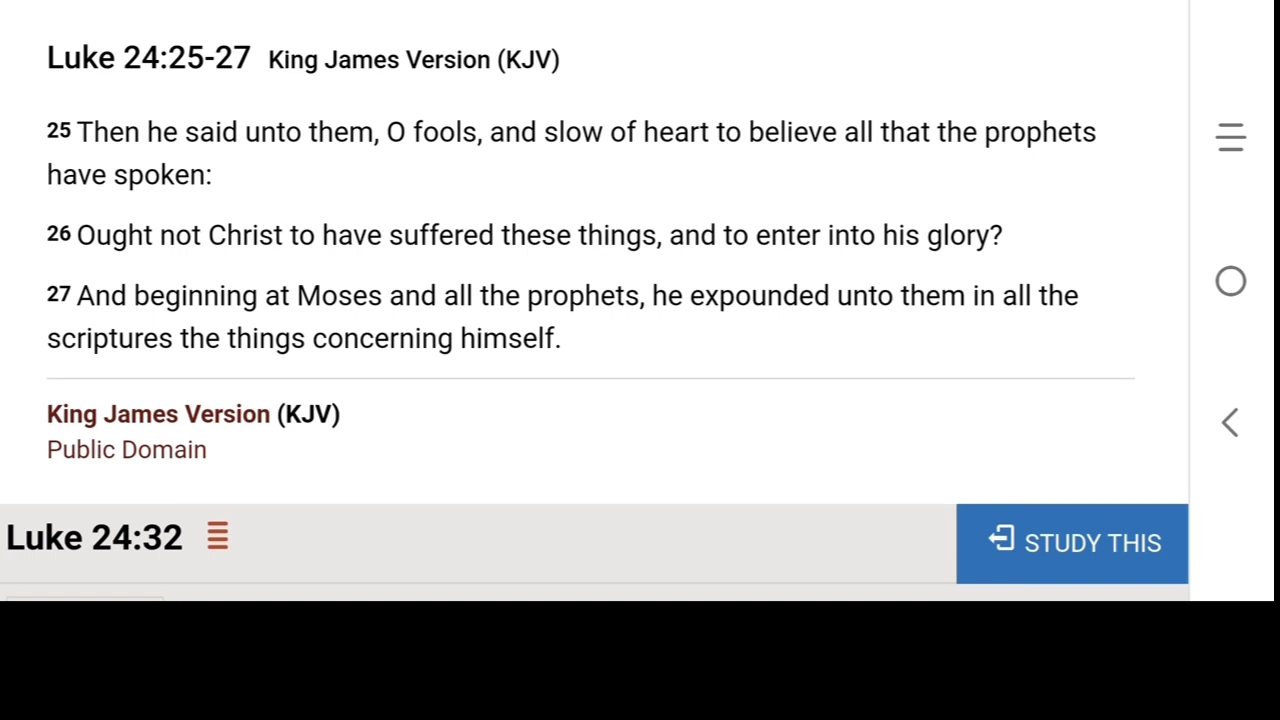 Luke 24:25-27 King James Version (KJV)
25 Then he said unto them, O fools, and slow of heart to believe all that the prophets
have spoken:
26 Ought not Christ to have suffered these things, and to enter into his glory?
27 And beginning at Moses and all the prophets, he expounded unto them in all the
scriptures the things concerning himself.
King James Version (KJV)
Public Domain
Luke 24:32
STUDY THIS